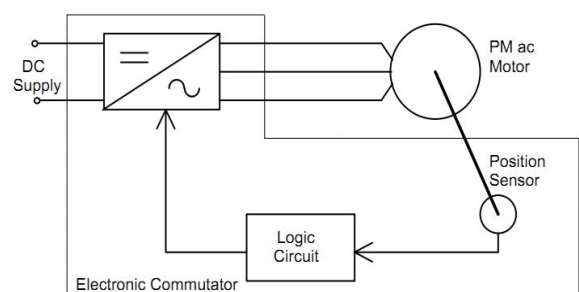 DC
Supply
PM ac
Motor
Position
Sensor
Logic
Circuit
Electronic Commutator